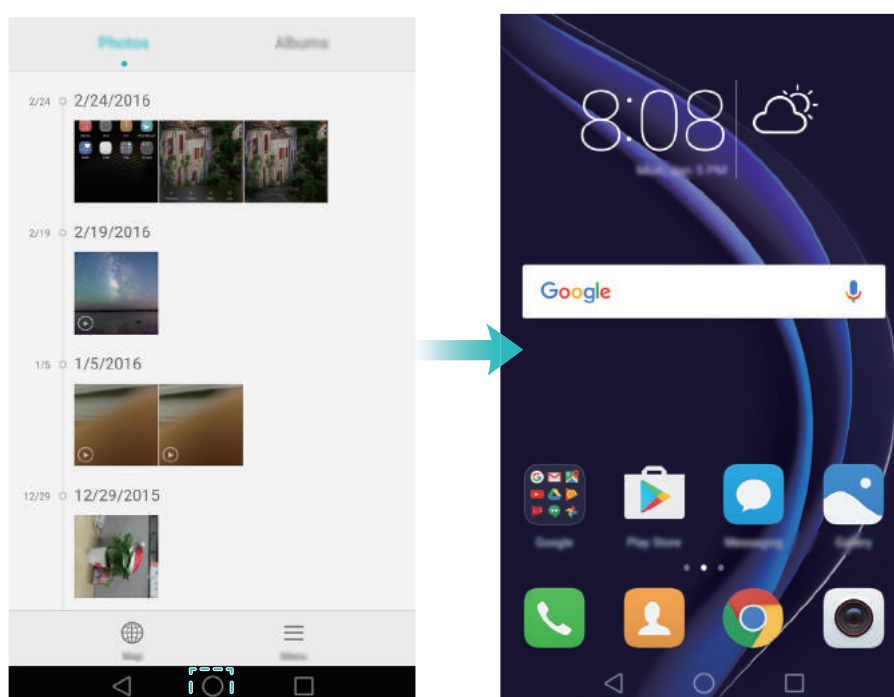 Photos
Albums
2/24
2/24/2016
2/19
2/19/2016
1/5
1/5/2016
12/29
12/29/2015
Map
Menu
8:08
Google
Google
Play Store
Messaging
Gallery